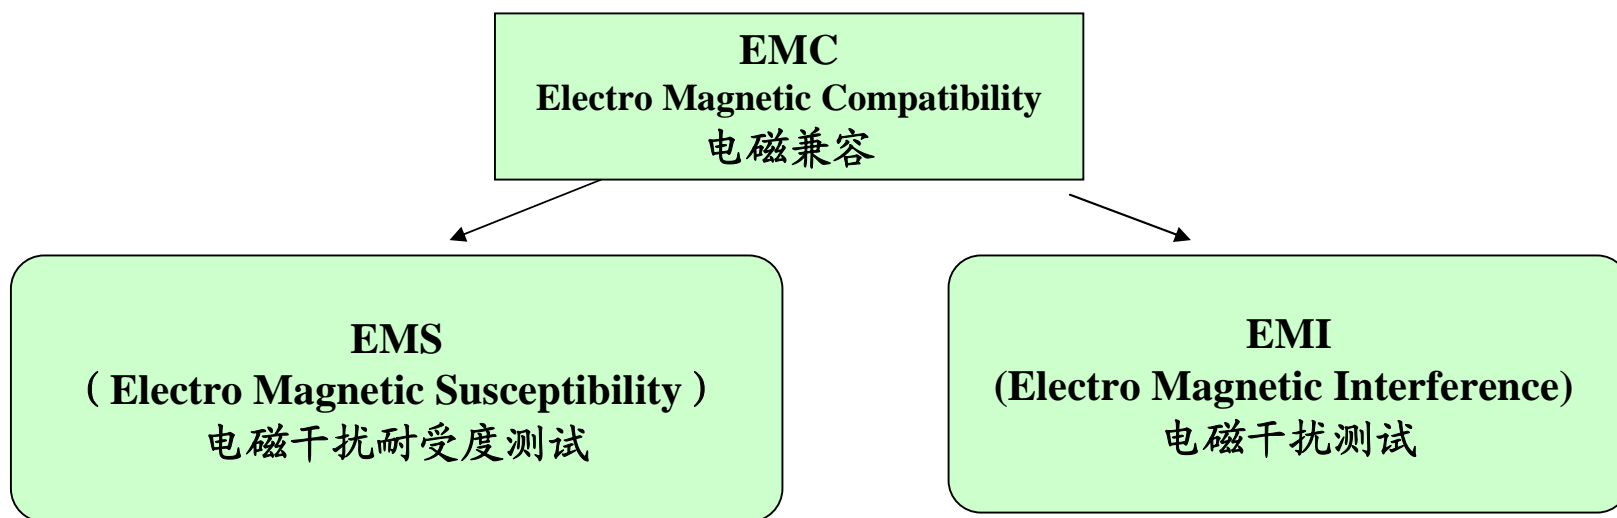 EMC
Electro Magnetic Compatibility
电磁兼容
EMS
（ Electro Magnetic Susceptibility ）
电磁干扰耐受度测试
EMI
(Electro Magnetic Interference)
电磁干扰测试